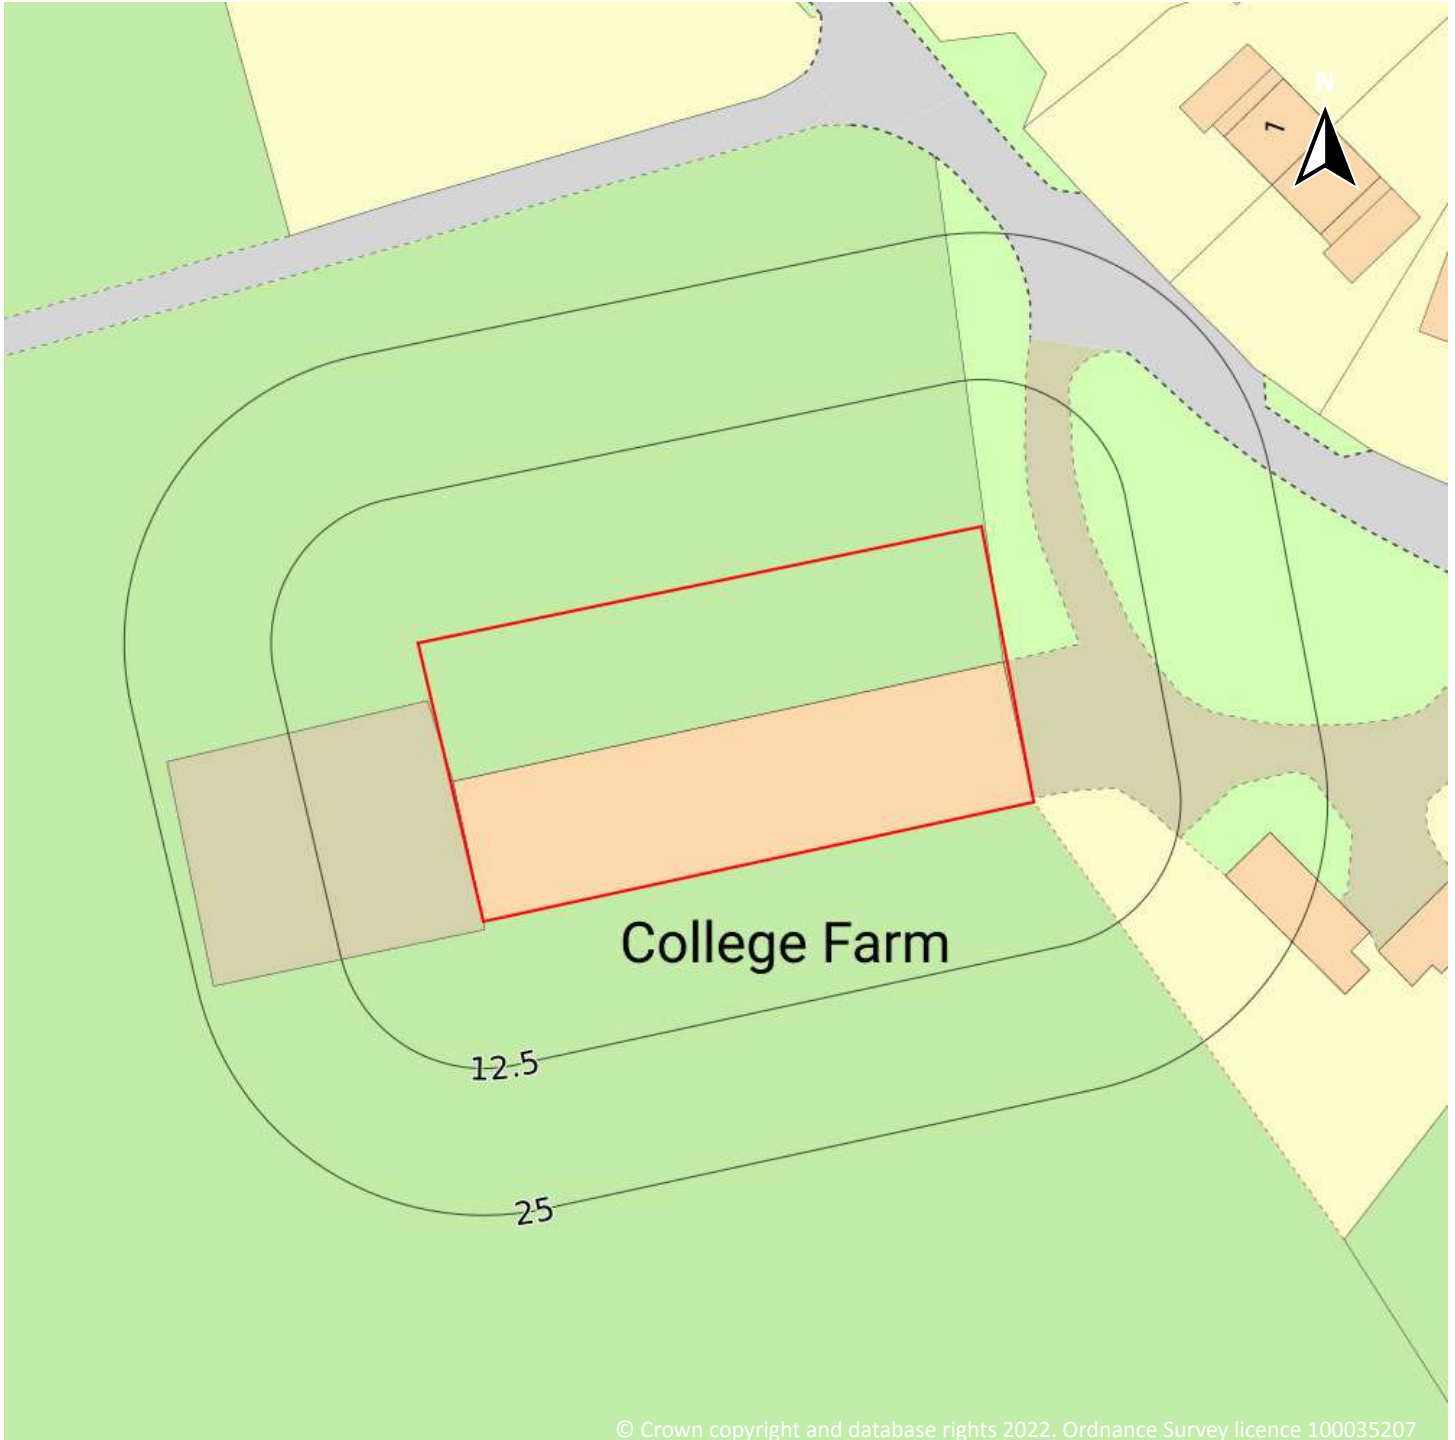 N
1
College Farm
12.5
25
© Crown copyright and database rights 2022. Ordnance Survey licence 100035207